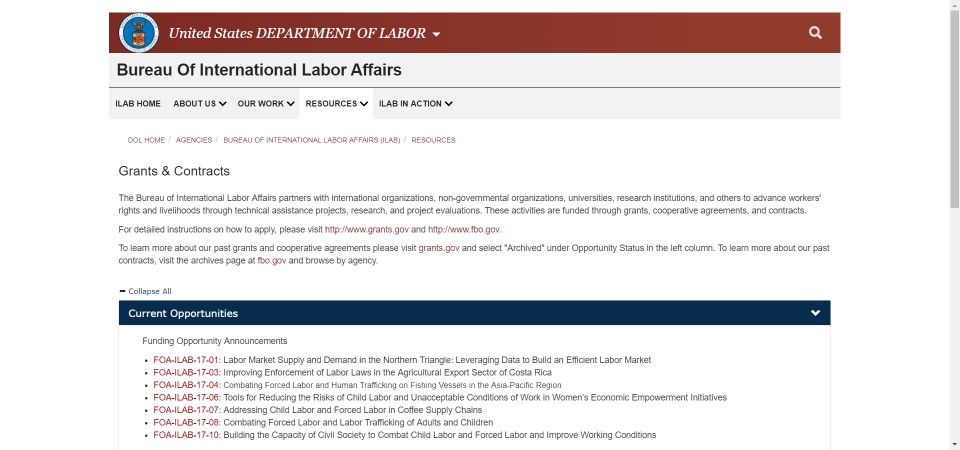 United States DEPARTMENT OF LABOR
Bureau Of International Labor Affairs
ILAB HOME ABOUT US OUR WORK RESOURCES ILAB IN ACTION
DOL HOME / AGENCIES / BUREAU OF INTERNATIONAL LABOR AFFAIRS (ILAB) / RESOURCES
Grants & Contracts
The Bureau of International Labor Affairs partners with international organizations, non-governmental organizations, universities, research institutions, and others to advance workers'
rights and livelihoods through technical assistance projects, research, and project evaluations. These activities are funded through grants, cooperative agreements, and contracts.
For detailed instructions on how to apply, please visit http://www.grants.gov and http://www.fbo.gov.
To learn more about our past grants and cooperative agreements please visit grants.gov and select "Archived" under Opportunity Status in the left column. To learn more about our past
contracts, visit the archives page at fbo.gov and browse by agency.
Collapse All
Current Opportunities
Funding Opportunity Announcements
• FOA-ILAB-17-01: Labor Market Supply and Demand in the Northern Triangle: Leveraging Data to Build an Efficient Labor Market
• FOA-ILAB-17-03: Improving Enforcement of Labor Laws in the Agricultural Export Sector of Costa Rica
• FOA-ILAB-17-04: Combating Forced Labor and Human Trafficking on Fishing Vessels in the Asia-Pacific Region
• FOA-ILAB-17-06: Tools for Reducing the Risks of Child Labor and Unacceptable Conditions of Work in Women's Economic Empowerment Initiatives
• FOA-ILAB-17-07: Addressing Child Labor and Forced Labor in Coffee Supply Chains
• FOA-ILAB-17-08: Combating Forced Labor and Labor Trafficking of Adults and Children
• FOA-ILAB-17-10: Building the Capacity of Civil Society to Combat Child Labor and Forced Labor and Improve Working Conditions